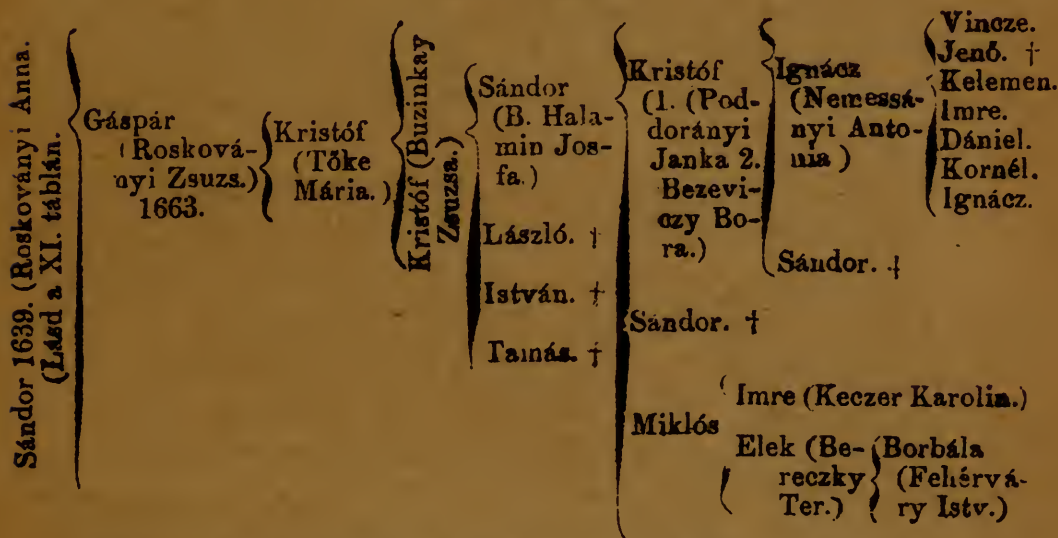 Sándor 1639. (Roskoványi Anna.
(Lásd a XI. táblán.
Gáspár
(Rosková-
nyi Zsuzs.)
1663.
Kristóf
(Tőke
Mária.)
Kristóf (Buzinkay
Zsuzsa.)
Sándor
(B. Hala-
min Jos-
fa.)
László. †
István. †
Tamás. †
Kristóf
(1. (Pod-
dorányi
Janka 2.
Bezevi-
czy Bo-
ra.)
Sándor. †
Miklós
Ignácz
(Nemessá-
nyi Anto-
nia)
Sándor. †
Vincze.
Jenő. †
Kelemen.
Imre.
Dániel.
Kornél.
Ignácz.
Imre (Keczer Karolin.)
Elek (Be-
reczky
Ter.)
Borbála
(Fehérvá-
ry Istv.)